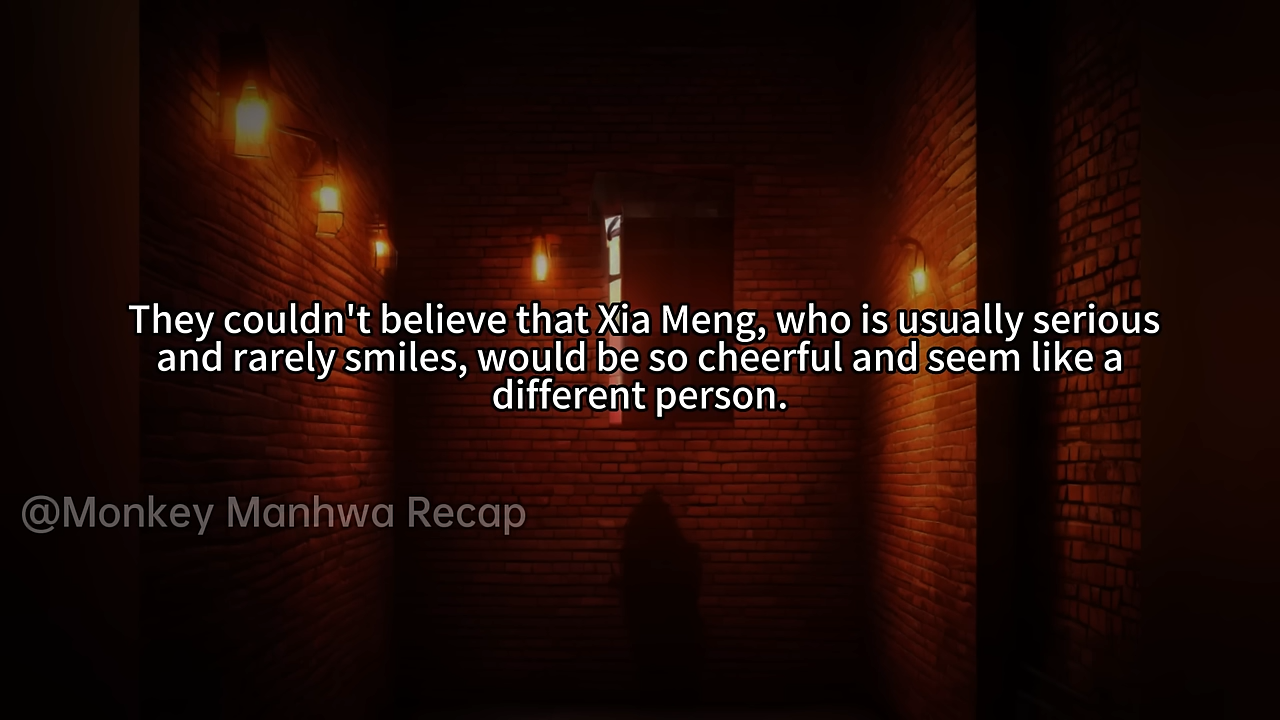 They couldn't believe that Xia Meng, who is usually serious
and rarely smiles, would be so cheerful and seem like a
different person.
@Monkey Manhwa Recap